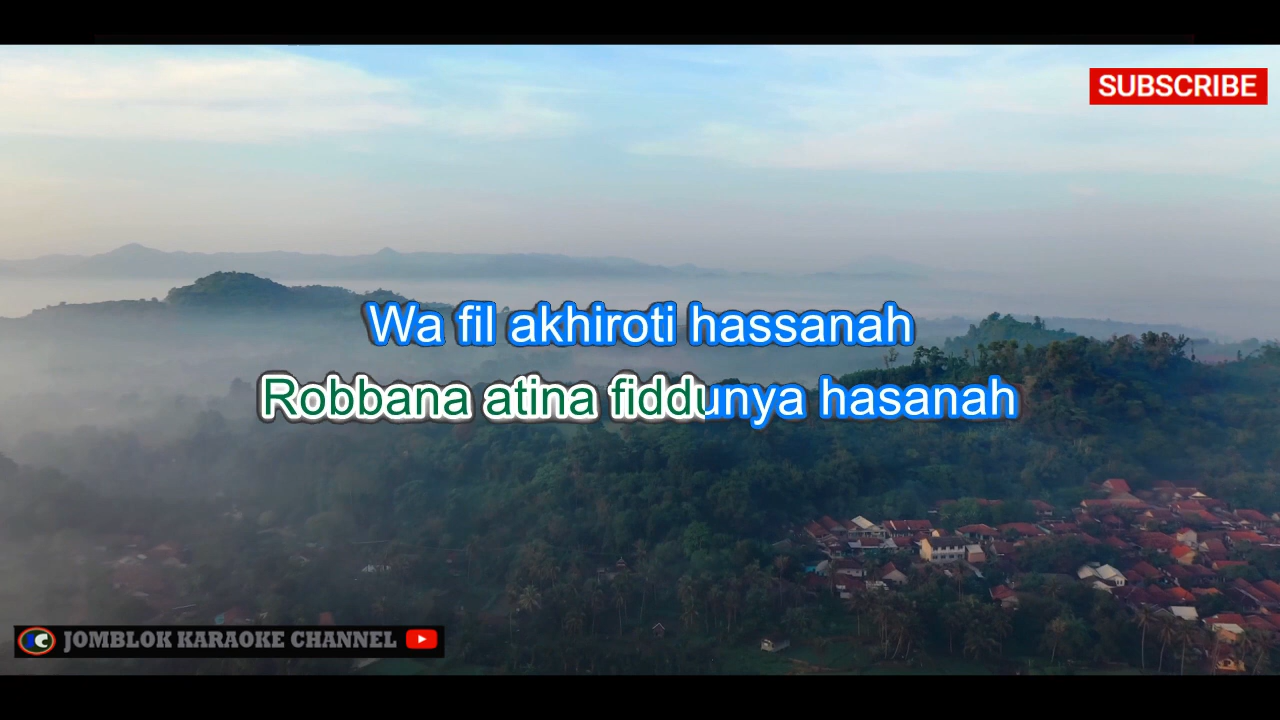 SUBSCRIBE
Wa fil akhiroti hassanah
Robbana atina fiddunya hasanah
JOMBLOK KARAOKE CHANNEL